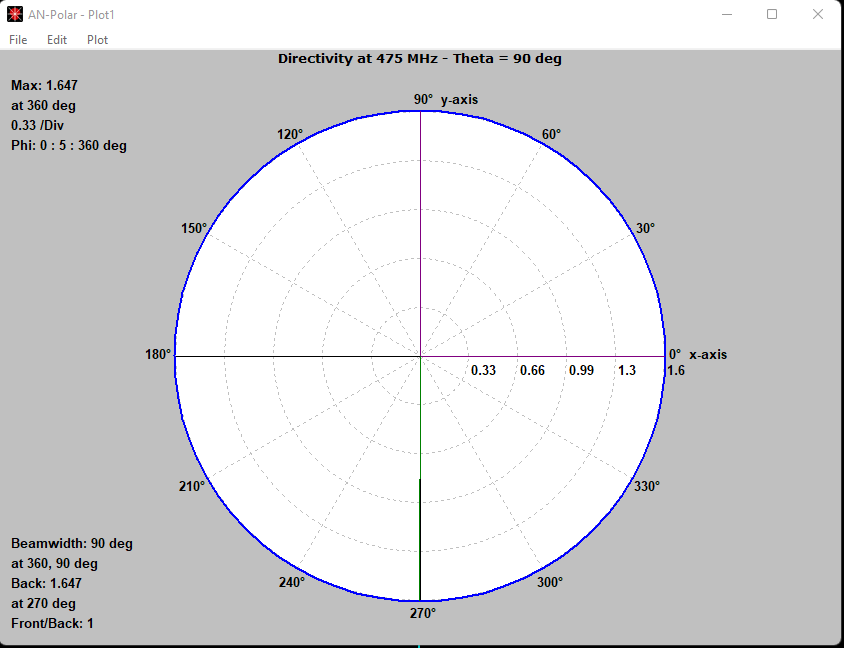 AN-Polar - Plot1
File Edit Plot
Directivity at 475 MHz - Theta = 90 deg
Max: 1.647
at 360 deg
0.33 /Div
Phi: 0 : 5 : 360 deg
90° y-axis
120° 60°
150° 30°
180° 0° x-axis
0.33 0.66 0.99 1.3 1.6
210° 330°
240° 300°
270°
Beamwidth: 90 deg
at 360, 90 deg
Back: 1.647
at 270 deg
Front/Back: 1